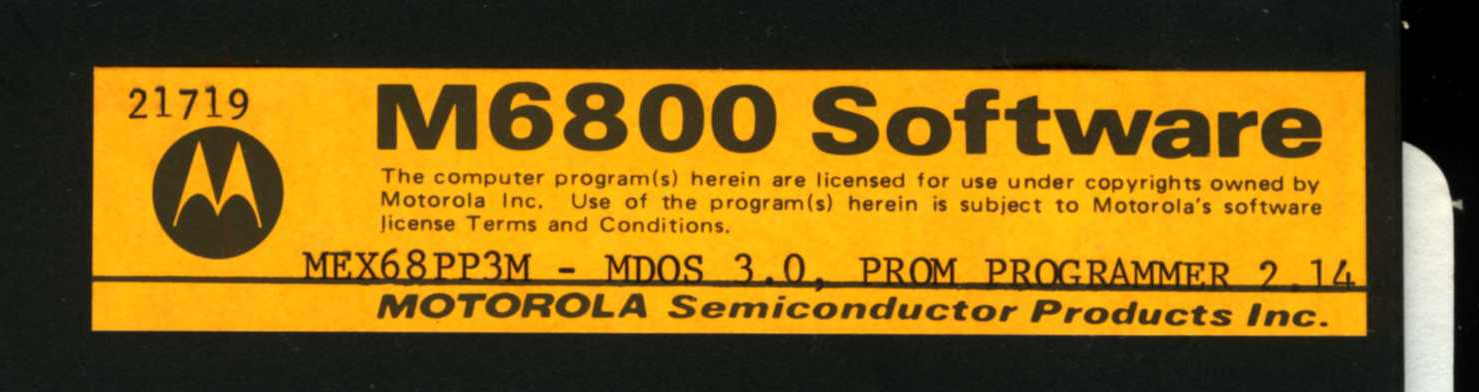 21719
M6800 Software
The computer program(s) herein are licensed for use under copyrights owned by
Motorola Inc. Use of the program(s) herein is subject to Motorola's software
license Terms and Conditions.
MEX68PP3M - MDOS 3.0, PROM PROGRAMMER 2.14
MOTOROLA Semiconductor Products Inc.